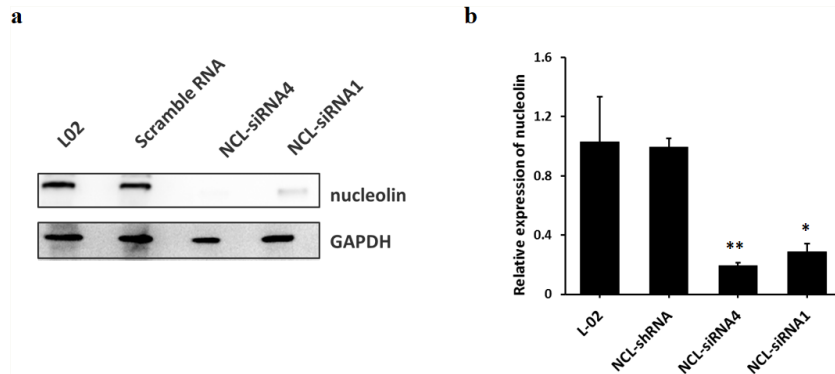 a
L02
Scramble RNA
NCL-siRNA4
NCL-siRNA1
nucleolin
GAPDH
b
Relative expression of nucleolin
1.6
1.2
0.8
0.4
0
**
*
L-02
NCL-shRNA
NCL-siRNA4
NCL-siRNA1